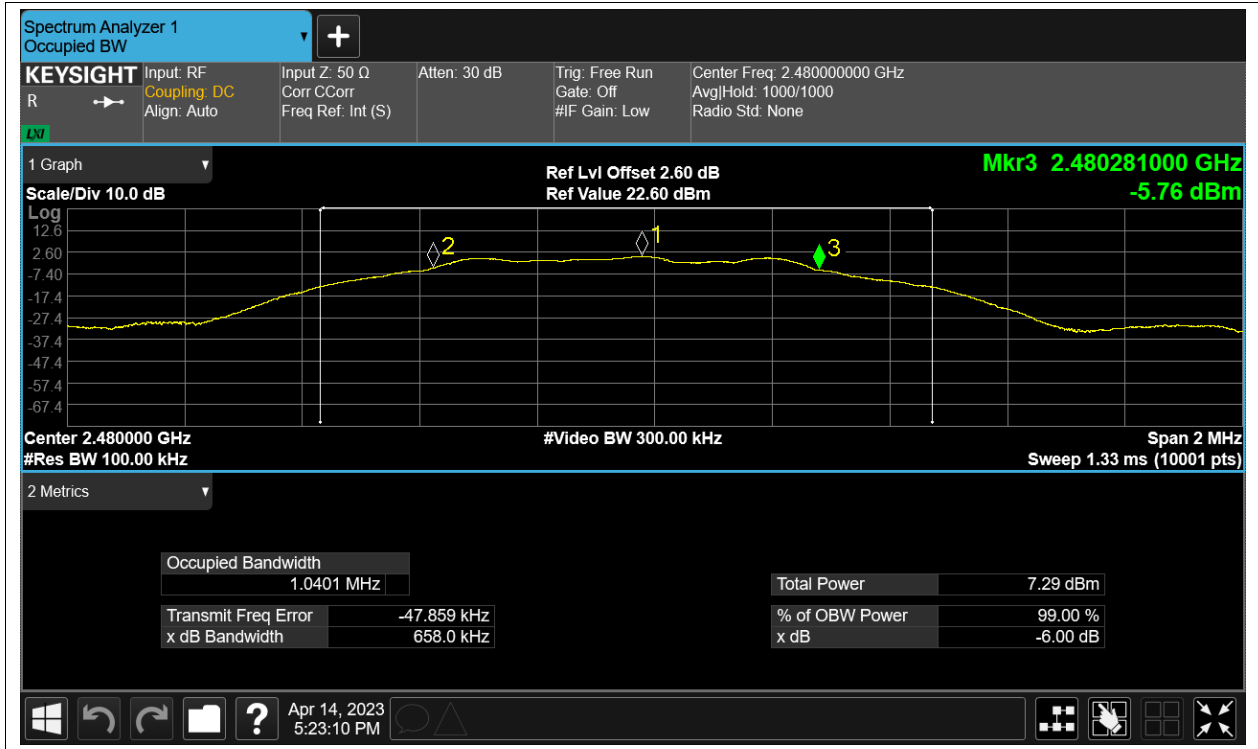 Spectrum Analyzer 1
Occupied BW
KEYSIGHT
R
LXI
Input: RF
Coupling: DC
Align: Auto
Input Z: 50 Ω
Corr CCorr
Freq Ref: Int (S)
Atten: 30 dB
Trig: Free Run
Gate: Off
#IF Gain: Low
Center Freq: 2.480000000 GHz
Avg|Hold: 1000/1000
Radio Std: None
1 Graph
Scale/Div 10.0 dB
Ref Lvl Offset 2.60 dB
Ref Value 22.60 dBm
Mkr3 2.480281000 GHz
-5.76 dBm
Log
12.6
2.60
-7.40
-17.4
-27.4
-37.4
-47.4
-57.4
-67.4
2
1
3
Center 2.480000 GHz
#Video BW 300.00 kHz
Span 2 MHz
#Res BW 100.00 kHz
Sweep 1.33 ms (10001 pts)
2 Metrics
Occupied Bandwidth
1.0401 MHz
Total Power 7.29 dBm
Transmit Freq Error -47.859 kHz
% of OBW Power 99.00 %
x dB Bandwidth 658.0 kHz
x dB -6.00 dB
?
Apr 14, 2023
5:23:10 PM